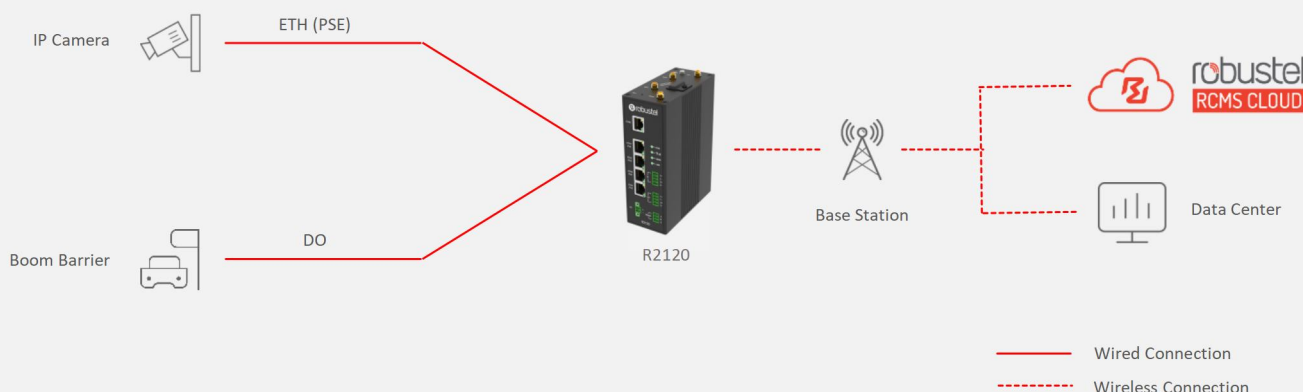 ETH (PSE)
IP Camera
robustel
RCMS CLOUD
robustel
Base Station
Data Center
DO
Boom Barrier
R2120
Wired Connection
Wireless Connection